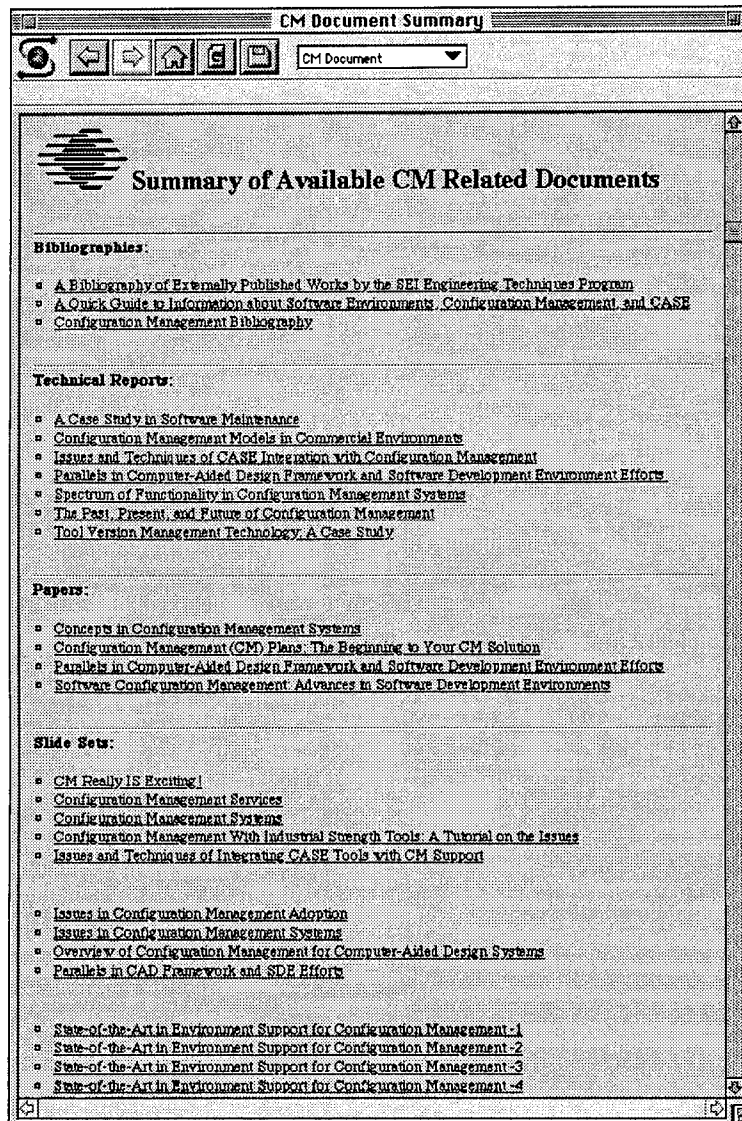 CM Document Summary
CM Document
Summary of Available CM Related Documents
Bibliographies:
A Bibliography of Externally Published Works by the SEI Engineering Techniques Program
A Quick Guide to Information about Software Environments, Configuration Management, and CASE
Configuration Management Bibliography
Technical Reports:
A Case Study in Software Maintenance
Configuration Management Models in Commercial Environments
Issues and Techniques of CASE Integration with Configuration Management
Parallels in Computer-Aided Design Framework and Software Development Environment Efforts
Spectrum of Functionality in Configuration Management Systems
The Past, Present, and Future of Configuration Management
Tool Version Management Technology: A Case Study
Papers:
Concepts in Configuration Management Systems
Configuration Management (CM) Plans: The Beginning to Your CM Solution
Parallels in Computer-Aided Design Framework and Software Development Environment Efforts
Software Configuration Management: Advances in Software Development Environments
Slide Sets:
CM Really IS Exciting!
Configuration Management Services
Configuration Management Systems
Configuration Management With Industrial Strength Tools: A Tutorial on the Issues
Issues and Techniques of Integrating CASE Tools with CM Support
Issues in Configuration Management Adoption
Issues in Configuration Management Systems
Overview of Configuration Management for Computer-Aided Design Systems
Parallels in CAD Framework and SDE Efforts
State-of-the-Art in Environment Support for Configuration Management -1
State-of-the-Art in Environment Support for Configuration Management -2
State-of-the-Art in Environment Support for Configuration Management -3
State-of-the-Art in Environment Support for Configuration Management -4